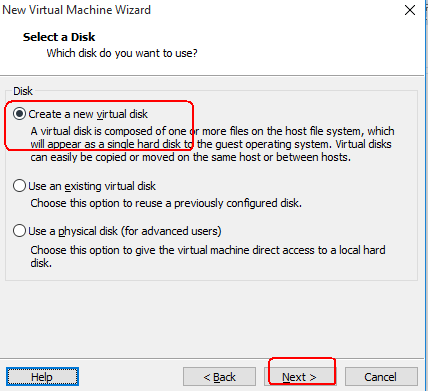 New Virtual Machine Wizard
Select a Disk
Which disk do you want to use?
Disk
Create a new virtual disk
A virtual disk is composed of one or more files on the host file system, which
will appear as a single hard disk to the guest operating system. Virtual disks
can easily be copied or moved on the same host or between hosts.
Use an existing virtual disk
Choose this option to reuse a previously configured disk.
Use a physical disk (for advanced users)
Choose this option to give the virtual machine direct access to a local hard
disk.
Help
< Back
Next >
Cancel